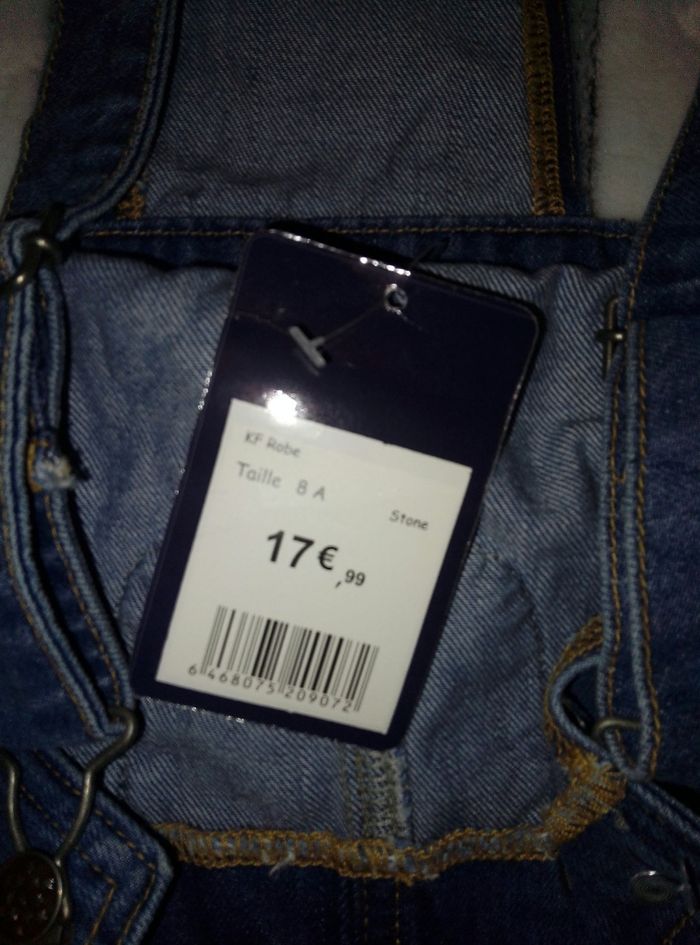 KF Robe
Taille 8 A
Stone
17€,99
6 468075 209072